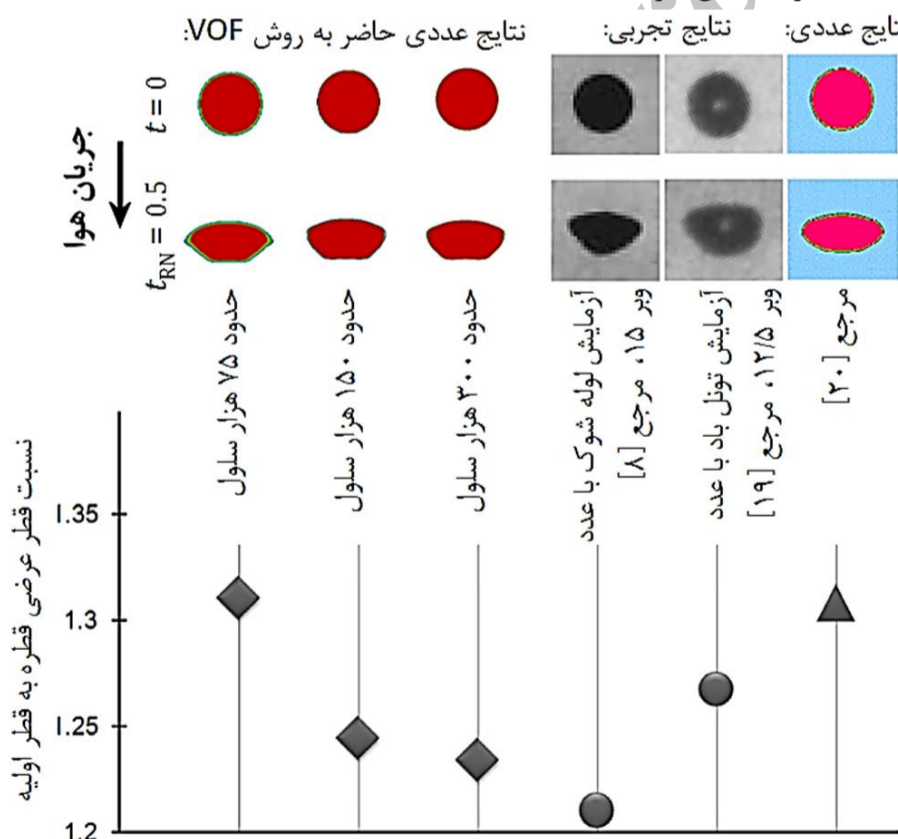 نتایج عددی حاضر به روش VOF:
نتایج تجربی:
تایج عددی:
t = 0
جریان هوا
tRN = 0.5
حدود ۷۵ هزار سلول
حدود ۱۵۰ هزار سلول
حدود ۳۰۰ هزار سلول
آزمایش لوله شوک با عدد
وبر ۱۵، مرجع [۸]
آزمایش تونل باد با عدد
وبر ۱۲/۵، مرجع [۱۹]
مرجع [۲۰]
نسبت قطر عرضی قطره به قطر اولیه
1.35
1.3
1.25
1.2